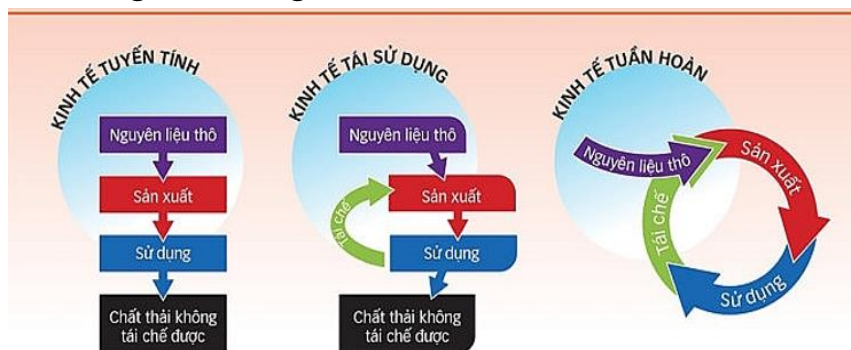 KINH TẾ TUYẾN TÍNH
Nguyên liệu thô
Sản xuất
Sử dụng
Chất thải không
tái chế được
KINH TẾ TÁI SỬ DỤNG
Nguyên liệu thô
Sản xuất
Tái chế
Sử dụng
Chất thải không
tái chế được
KINH TẾ TUẦN HOÀN
Nguyên liệu thô
Sản xuất
Sử dụng
Tái chế